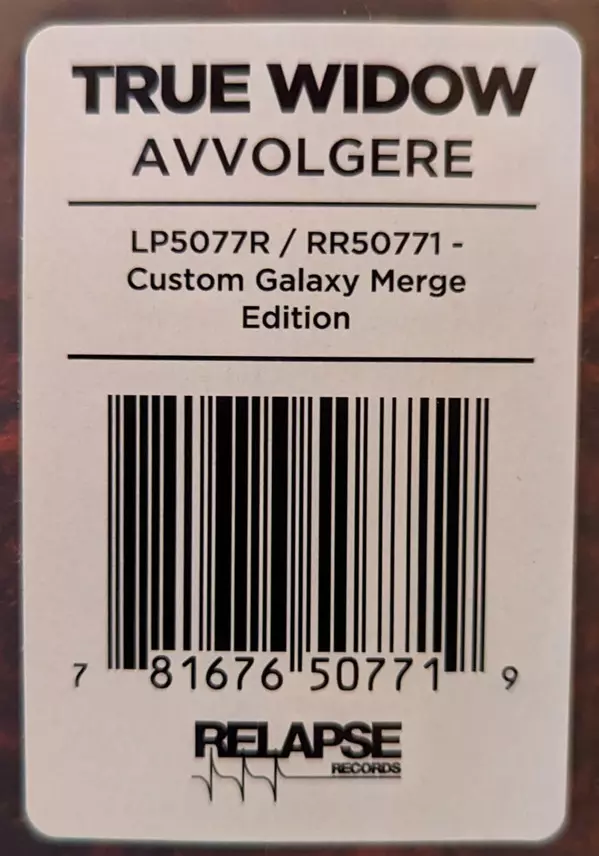 TRUE WIDOW
AVVOLGERE
LP5077R / RR50771 -
Custom Galaxy Merge
Edition
7 81676 50771 9
RELAPSE
RECORDS